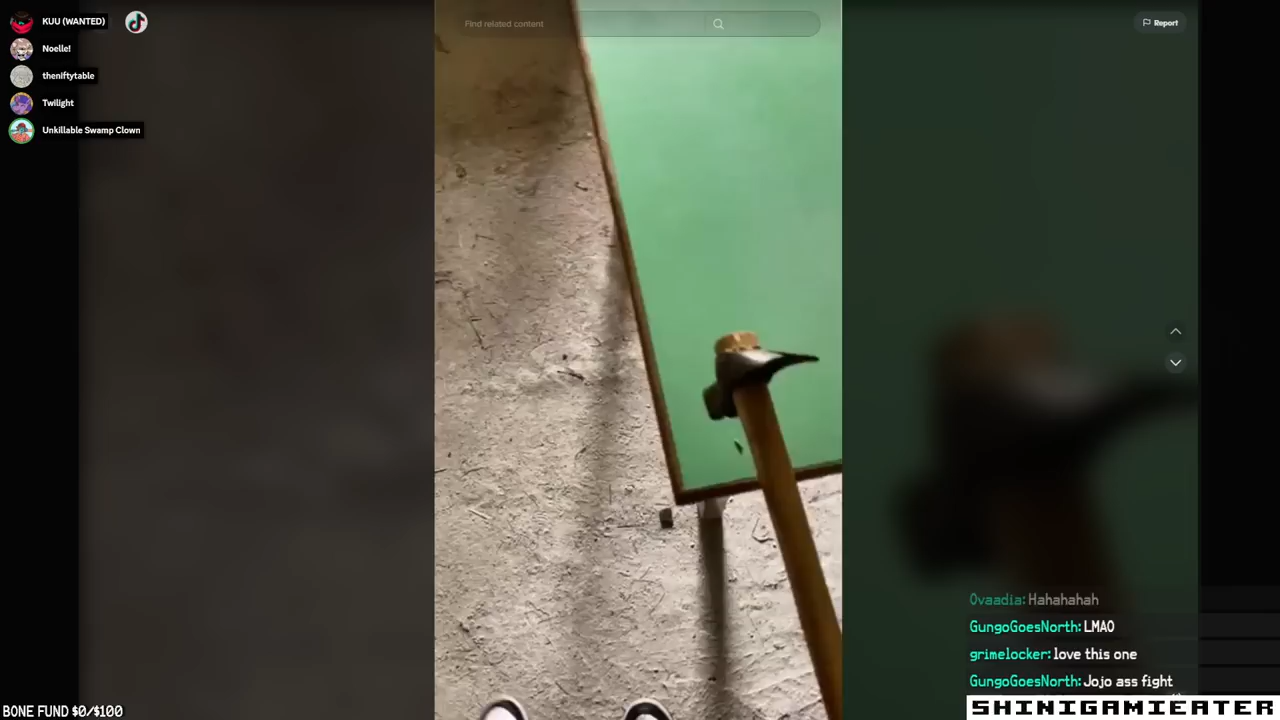 KUU (WANTED)
Noelle!
theniftytable
Twilight
Unkillable Swamp Clown
Find related content
Report
Ovaadia: Hahahahah
GungoGoesNorth: LMAO
grimelocker: love this one
GungoGoesNorth: Jojo ass fight
SHINIGAMIEATER
BONE FUND $0/$100